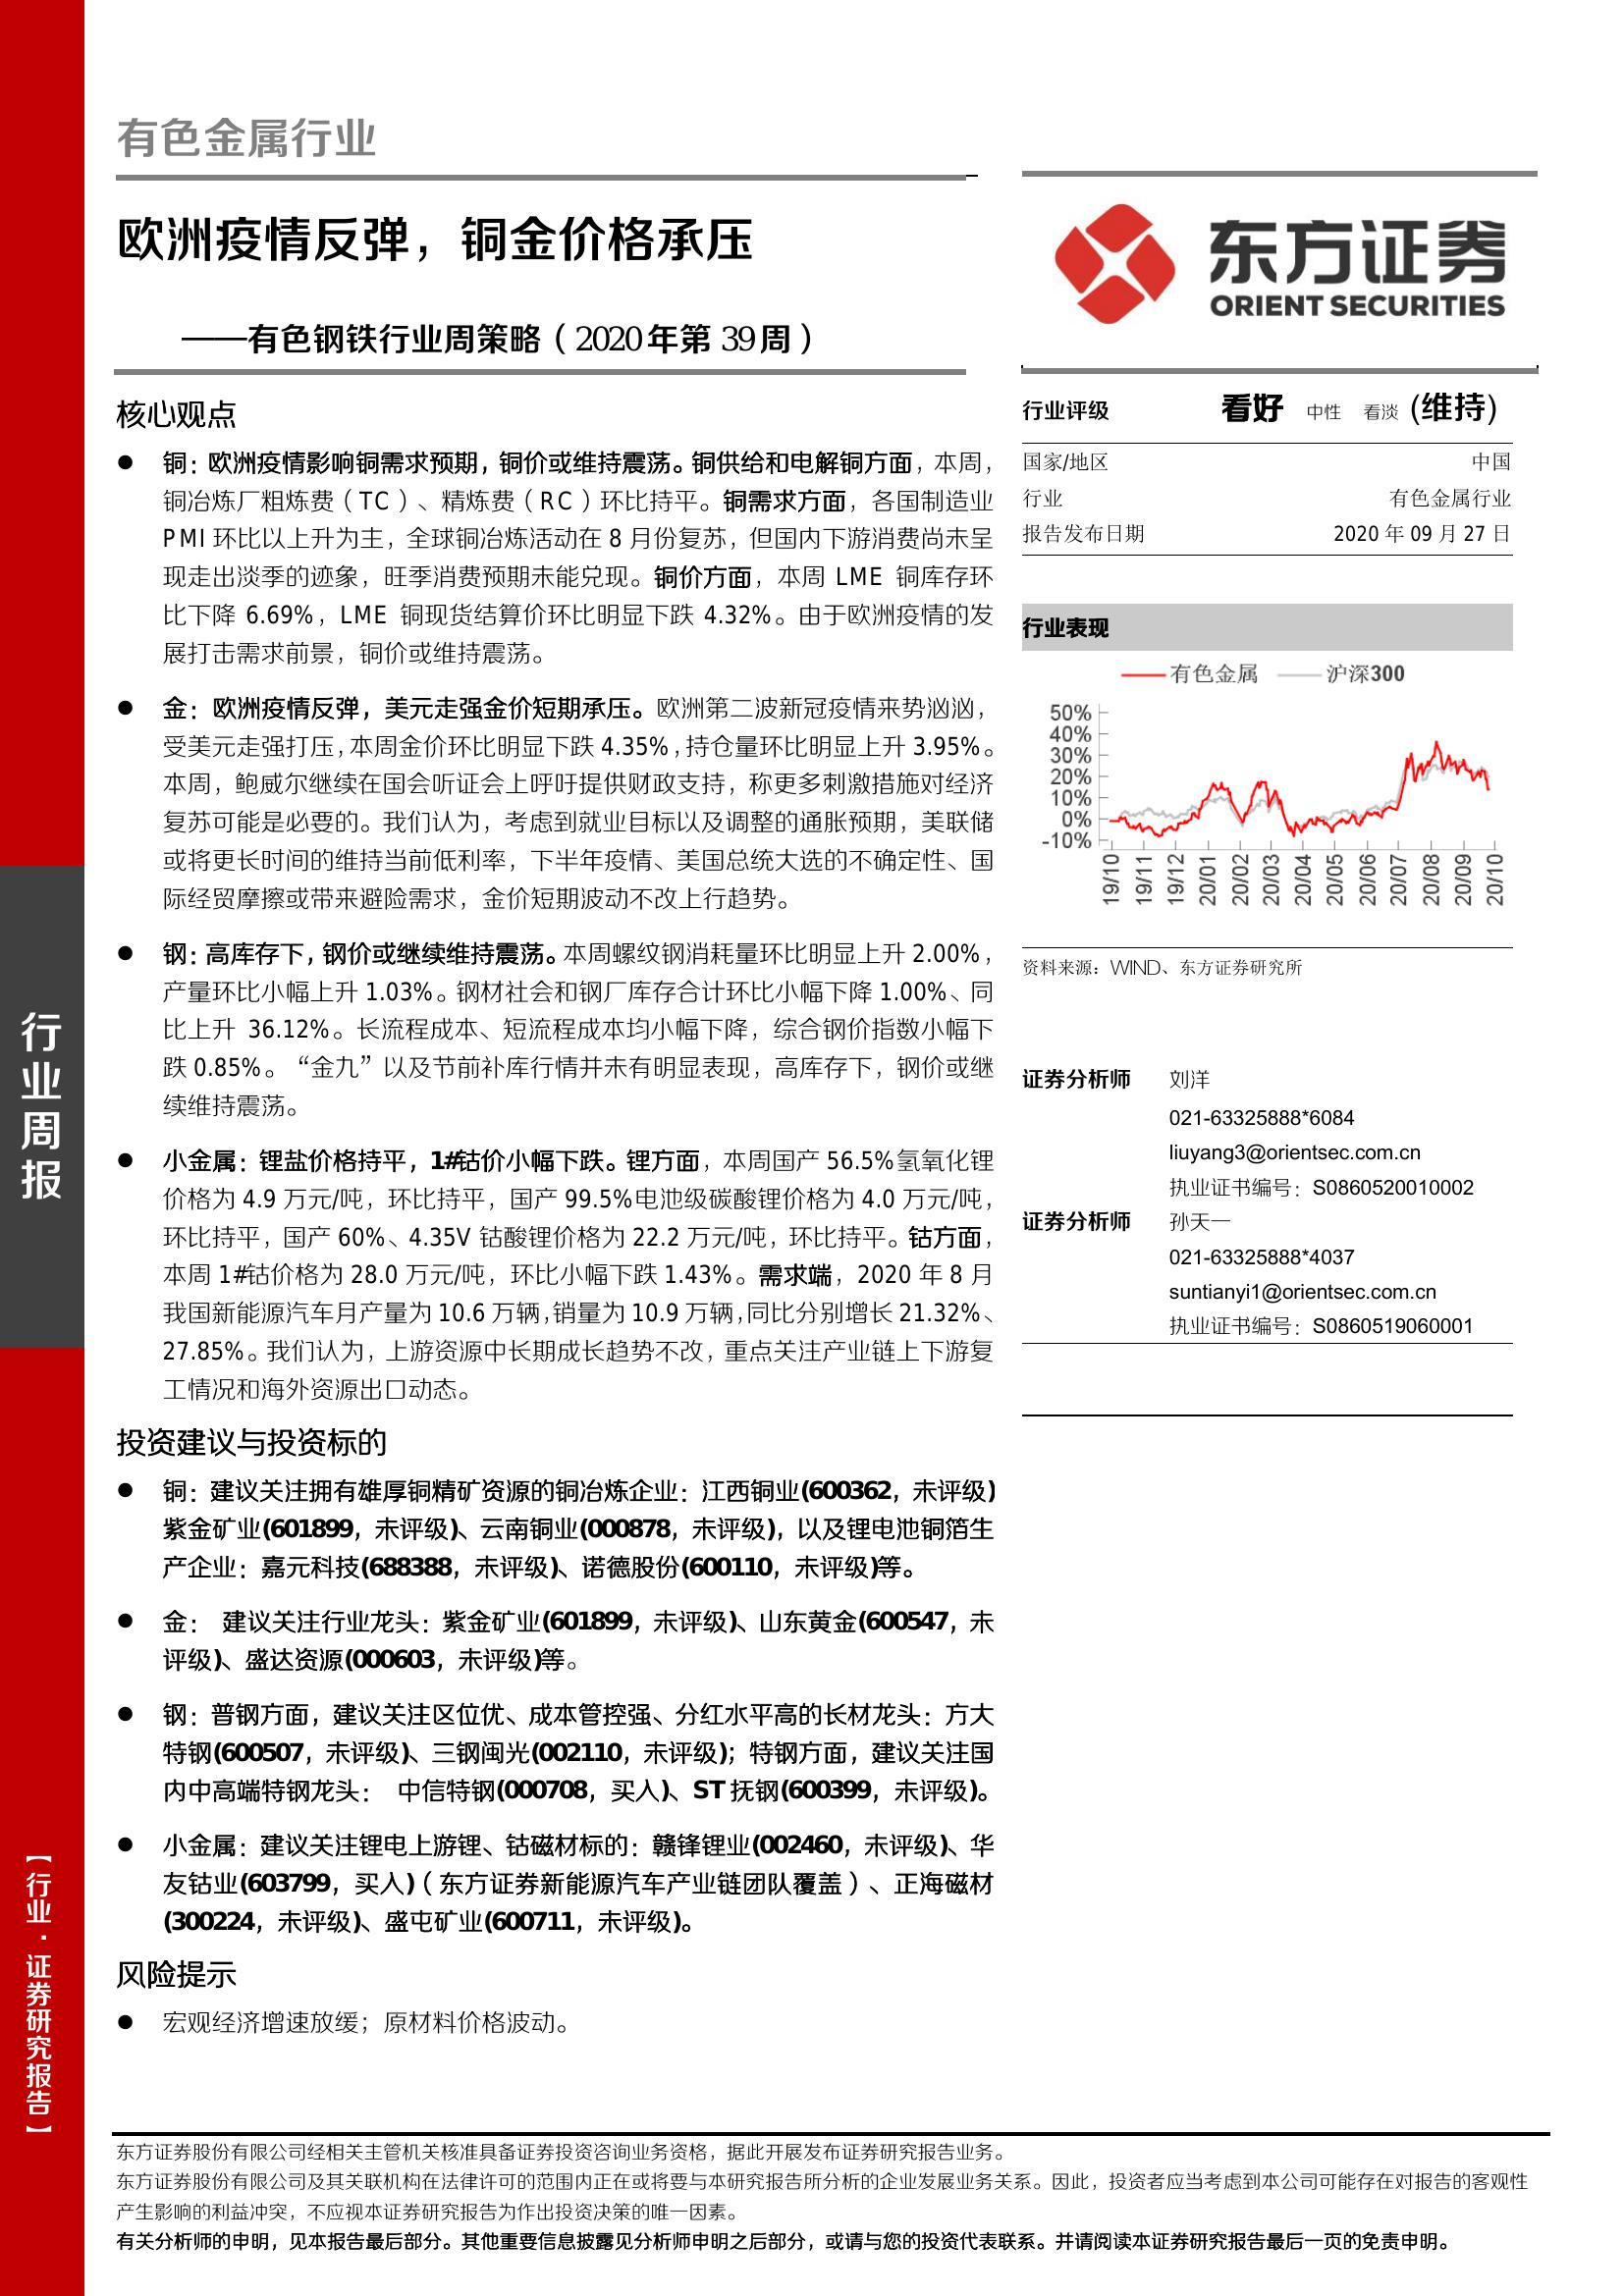 有色金属行业
欧洲疫情反弹，铜金价格承压
——有色钢铁行业周策略（2020年第 39周）
核心观点
● 铜：欧洲疫情影响铜需求预期，铜价或维持震荡。铜供给和电解铜方面，本周，
铜冶炼厂粗炼费（TC）、精炼费（RC）环比持平。铜需求方面，各国制造业
PMI 环比以上升为主，全球铜冶炼活动在 8 月份复苏，但国内下游消费尚未呈
现走出淡季的迹象，旺季消费预期未能兑现。铜价方面，本周 LME 铜库存环
比下降 6.69%，LME 铜现货结算价环比明显下跌 4.32%。由于欧洲疫情的发
展打击需求前景，铜价或维持震荡。
● 金：欧洲疫情反弹，美元走强金价短期承压。欧洲第二波新冠疫情来势汹汹，
受美元走强打压，本周金价环比明显下跌 4.35%，持仓量环比明显上升 3.95%。
本周，鲍威尔继续在国会听证会上呼吁提供财政支持，称更多刺激措施对经济
复苏可能是必要的。我们认为，考虑到就业目标以及调整的通胀预期，美联储
或将更长时间的维持当前低利率，下半年疫情、美国总统大选的不确定性、国
际经贸摩擦或带来避险需求，金价短期波动不改上行趋势。
● 钢：高库存下，钢价或继续维持震荡。本周螺纹钢消耗量环比明显上升 2.00%，
产量环比小幅上升 1.03%。钢材社会和钢厂库存合计环比小幅下降 1.00%、同
比上升 36.12%。长流程成本、短流程成本均小幅下降，综合钢价指数小幅下
跌 0.85%。“金九”以及节前补库行情并未有明显表现，高库存下，钢价或继
续维持震荡。
● 小金属：锂盐价格持平，1#钴价小幅下跌。锂方面，本周国产 56.5%氢氧化锂
价格为 4.9 万元/吨，环比持平，国产 99.5%电池级碳酸锂价格为 4.0 万元/吨，
环比持平，国产 60%、4.35V 钴酸锂价格为 22.2 万元/吨，环比持平。钴方面，
本周 1#钴价格为 28.0 万元/吨，环比小幅下跌 1.43%。需求端，2020 年 8 月
我国新能源汽车月产量为 10.6 万辆，销量为 10.9 万辆，同比分别增长 21.32%、
27.85%。我们认为，上游资源中长期成长趋势不改，重点关注产业链上下游复
工情况和海外资源出口动态。
投资建议与投资标的
● 铜：建议关注拥有雄厚铜精矿资源的铜冶炼企业：江西铜业(600362，未评级)
紫金矿业(601899，未评级)、云南铜业(000878，未评级)，以及锂电池铜箔生
产企业：嘉元科技(688388，未评级)、诺德股份(600110，未评级)等。
● 金： 建议关注行业龙头：紫金矿业(601899，未评级)、山东黄金(600547，未
评级)、盛达资源(000603，未评级)等。
● 钢：普钢方面，建议关注区位优、成本管控强、分红水平高的长材龙头：方大
特钢(600507，未评级)、三钢闽光(002110，未评级)；特钢方面，建议关注国
内中高端特钢龙头： 中信特钢(000708，买入)、ST 抚钢(600399，未评级)。
● 小金属：建议关注锂电上游锂、钴磁材标的：赣锋锂业(002460，未评级)、华
友钴业(603799，买入)（东方证券新能源汽车产业链团队覆盖）、正海磁材
(300224，未评级)、盛屯矿业(600711，未评级)。
风险提示
● 宏观经济增速放缓；原材料价格波动。
东方证券
ORIENT SECURITIES
行业评级 看好 中性 看淡 (维持)
国家/地区 中国
行业 有色金属行业
报告发布日期 2020 年 09 月 27 日
行业表现
有色金属 沪深300
50%
40%
30%
20%
10%
0%
-10%
19/10 19/11 19/12 20/01 20/02 20/03 20/04 20/05 20/06 20/07 20/08 20/09 20/10
资料来源：WIND、东方证券研究所
证券分析师 刘洋
021-63325888*6084
liuyang3@orientsec.com.cn
执业证书编号：S0860520010002
证券分析师 孙天一
021-63325888*4037
suntianyi1@orientsec.com.cn
执业证书编号：S0860519060001
行业周报
【行业·证券研究报告】
东方证券股份有限公司经相关主管机关核准具备证券投资咨询业务资格，据此开展发布证券研究报告业务。
东方证券股份有限公司及其关联机构在法律许可的范围内正在或将要与本研究报告所分析的企业发展业务关系。因此，投资者应当考虑到本公司可能存在对报告的客观性
产生影响的利益冲突，不应视本证券研究报告为作出投资决策的唯一因素。
有关分析师的申明，见本报告最后部分。其他重要信息披露见分析师申明之后部分，或请与您的投资代表联系。并请阅读本证券研究报告最后一页的免责申明。